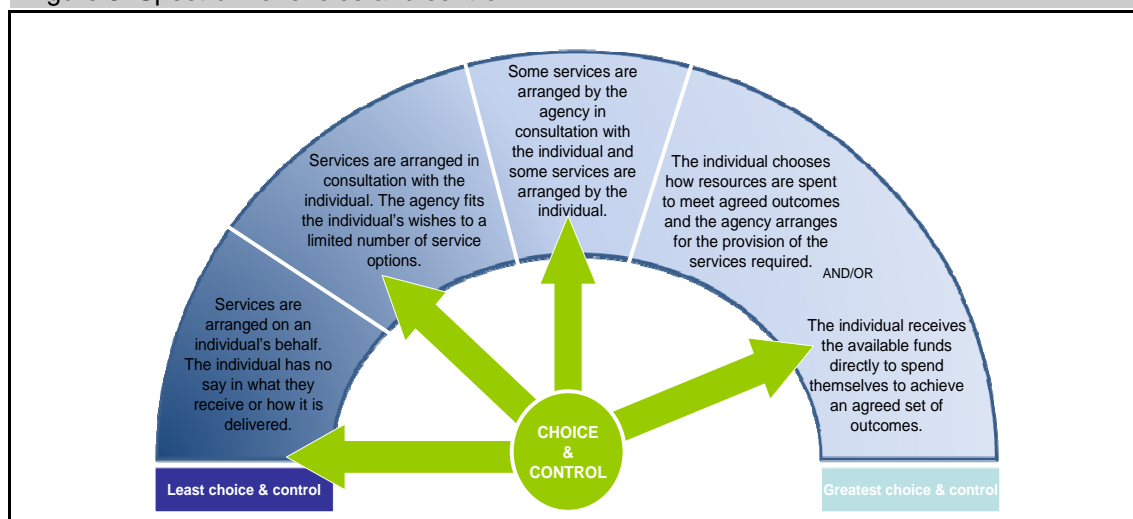 Some services are
arranged by the
agency in
consultation with
the individual and
some services are
arranged by the
individual.
Services are arranged in
consultation with the
individual. The agency fits
the individual's wishes to a
limited number of service
options.
The individual chooses
how resources are spent
to meet agreed outcomes
and the agency arranges
for the provision of the
services required.
AND/OR
Services are
arranged on an
individual's behalf.
The individual has no
say in what they
receive or how it is
delivered.
The individual receives
the available funds
directly to spend
themselves to achieve
an agreed set of
outcomes.
CHOICE
&
CONTROL
Least choice & control
Greatest choice & control